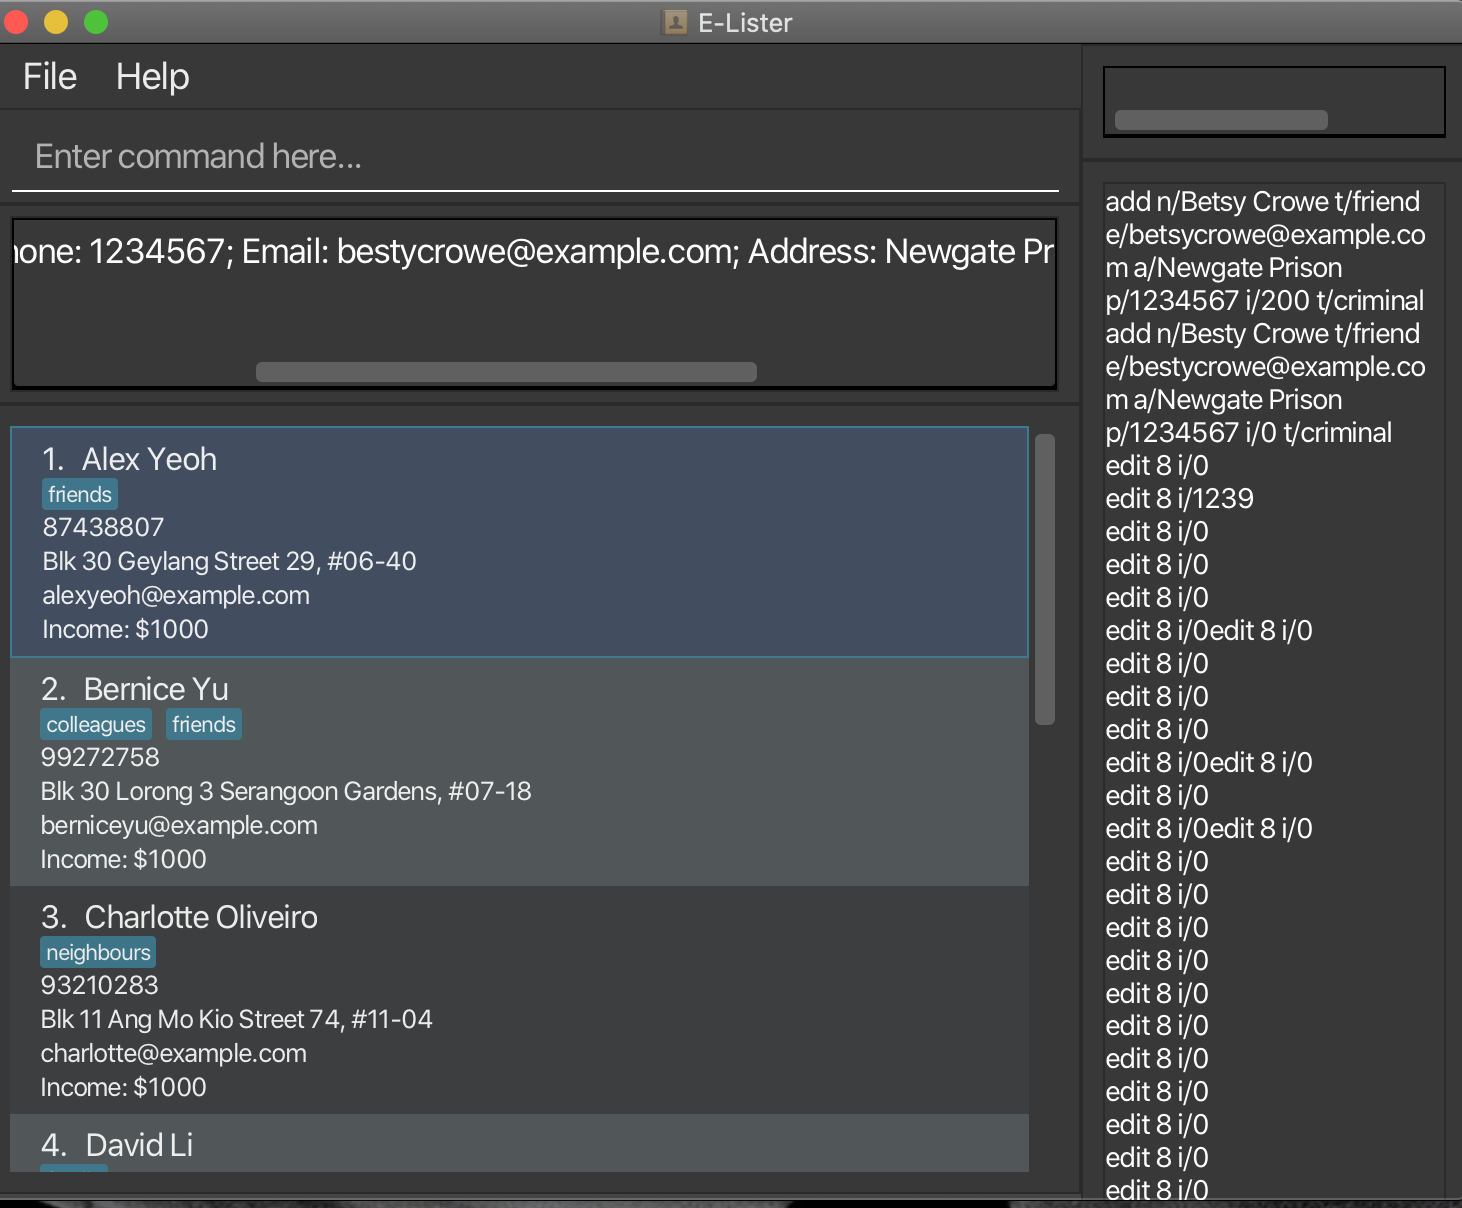 E-Lister
File Help
Enter command here...
1234567; Email: bestycrowe@example.com; Address: Newgate
1. Alex Yeoh
friends
87438807
Blk 30 Geylang Street 29, #06-40
alexyeoh@example.com
Income: $1000
2. Bernice Yu
colleagues friends
99272758
Blk 30 Lorong 3 Serangoon Gardens, #07-18
berniceyu@example.com
Income: $1000
3. Charlotte Oliveiro
neighbours
93210283
Blk 11 Ang Mo Kio Street 74, #11-04
charlotte@example.com
Income: $1000
4. David Li
add n/Betsy Crowe t/friend
e/betsycrowe@example.co
m a/Newgate Prison
p/1234567 i/200 t/criminal
add n/Besty Crowe t/friend
e/bestycrowe@example.co
m a/Newgate Prison
p/1234567 i/0 t/criminal
edit 8 i/0
edit 8 i/1239
edit 8 i/0
edit 8 i/0
edit 8 i/0
edit 8 i/0edit 8 i/0
edit 8 i/0
edit 8 i/0
edit 8 i/0
edit 8 i/0edit 8 i/0
edit 8 i/0
edit 8 i/0edit 8 i/0
edit 8 i/0
edit 8 i/0
edit 8 i/0
edit 8 i/0
edit 8 i/0
edit 8 i/0
edit 8 i/0
edit 8 i/0
edit 8 i/0
edit 8 i/0
edit 8 i/0